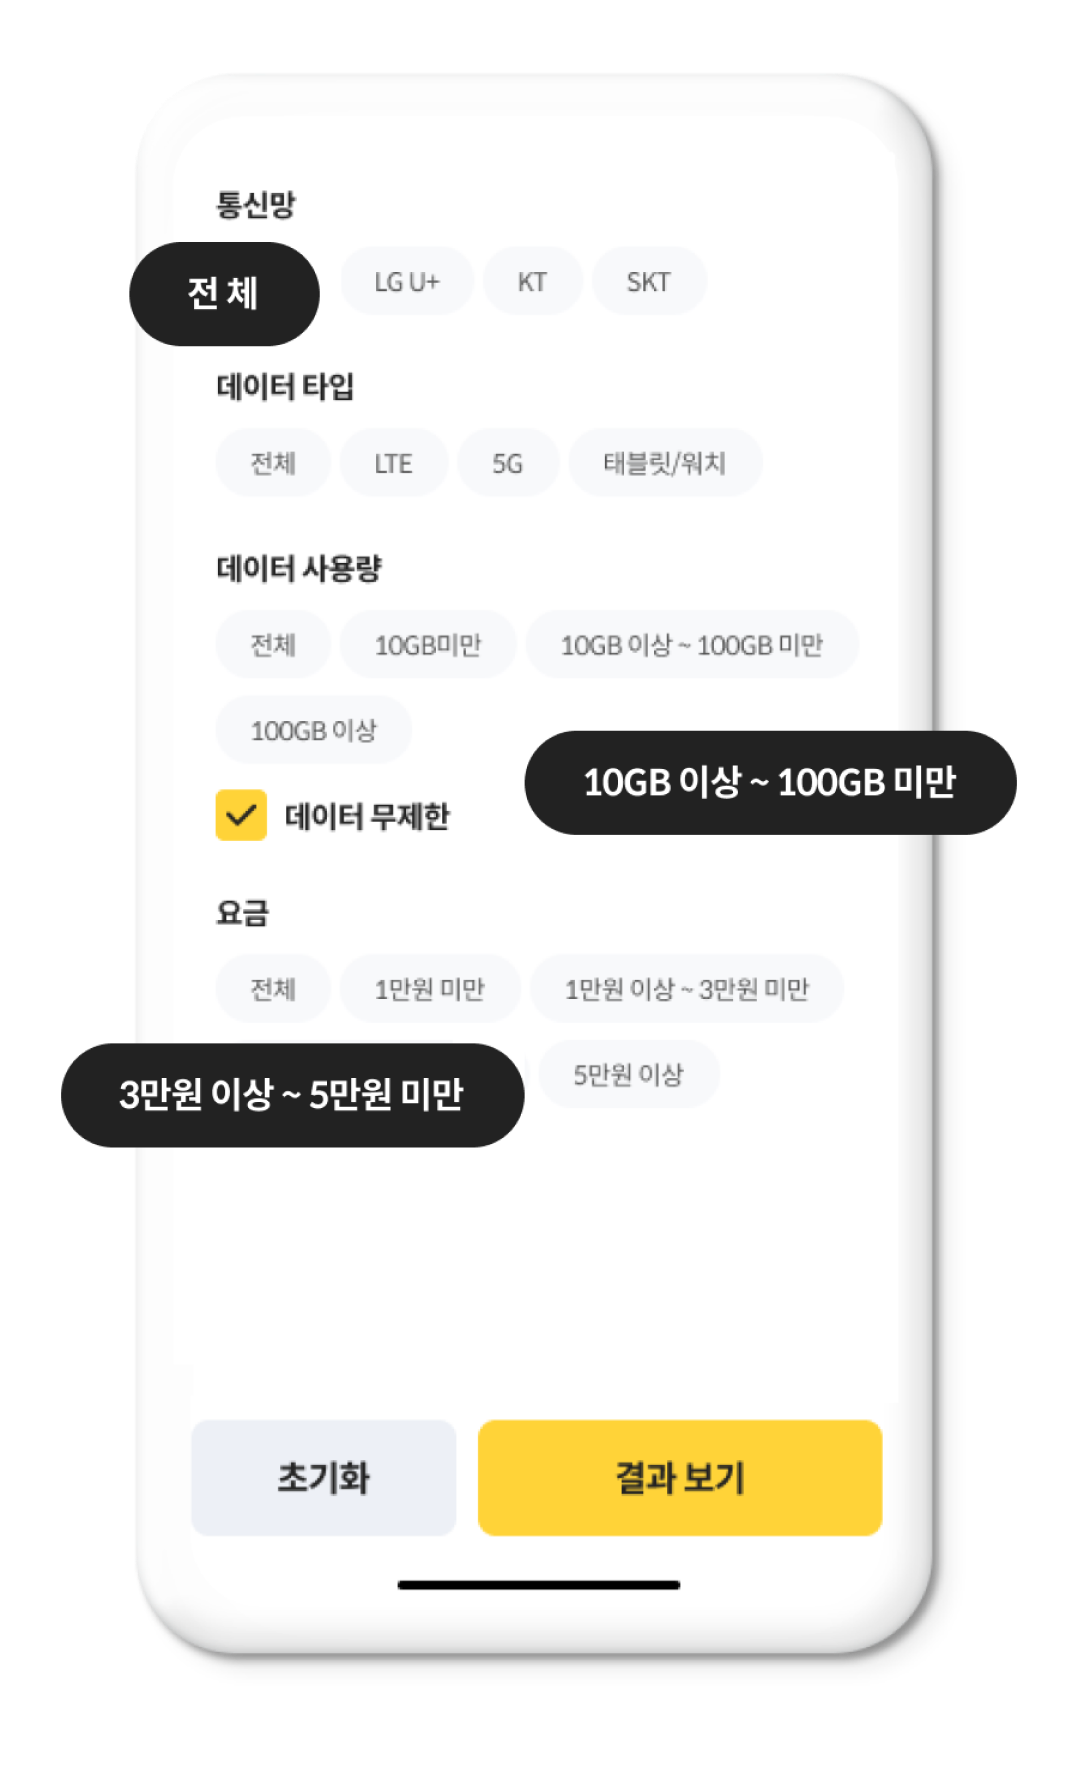 통신망
전 체 LG U+ KT SKT
데이터 타입
전체 LTE 5G 태블릿/워치
데이터 사용량
전체 10GB미만 10GB 이상 ~ 100GB 미만
100GB 이상
10GB 이상 ~ 100GB 미만
데이터 무제한
요금
전체 1만원 미만 1만원 이상 ~ 3만원 미만
3만원 이상 ~ 5만원 미만 5만원 이상
초기화 결과 보기